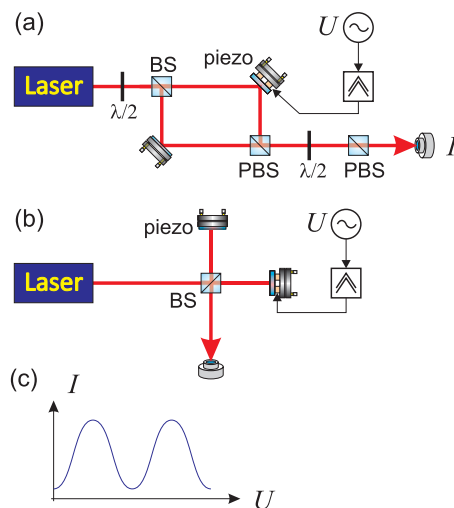 (a)
BS
piezo
U
Laser
λ/2
PBS
λ/2
PBS
I
(b)
piezo
U
Laser
BS
(c)
I
U